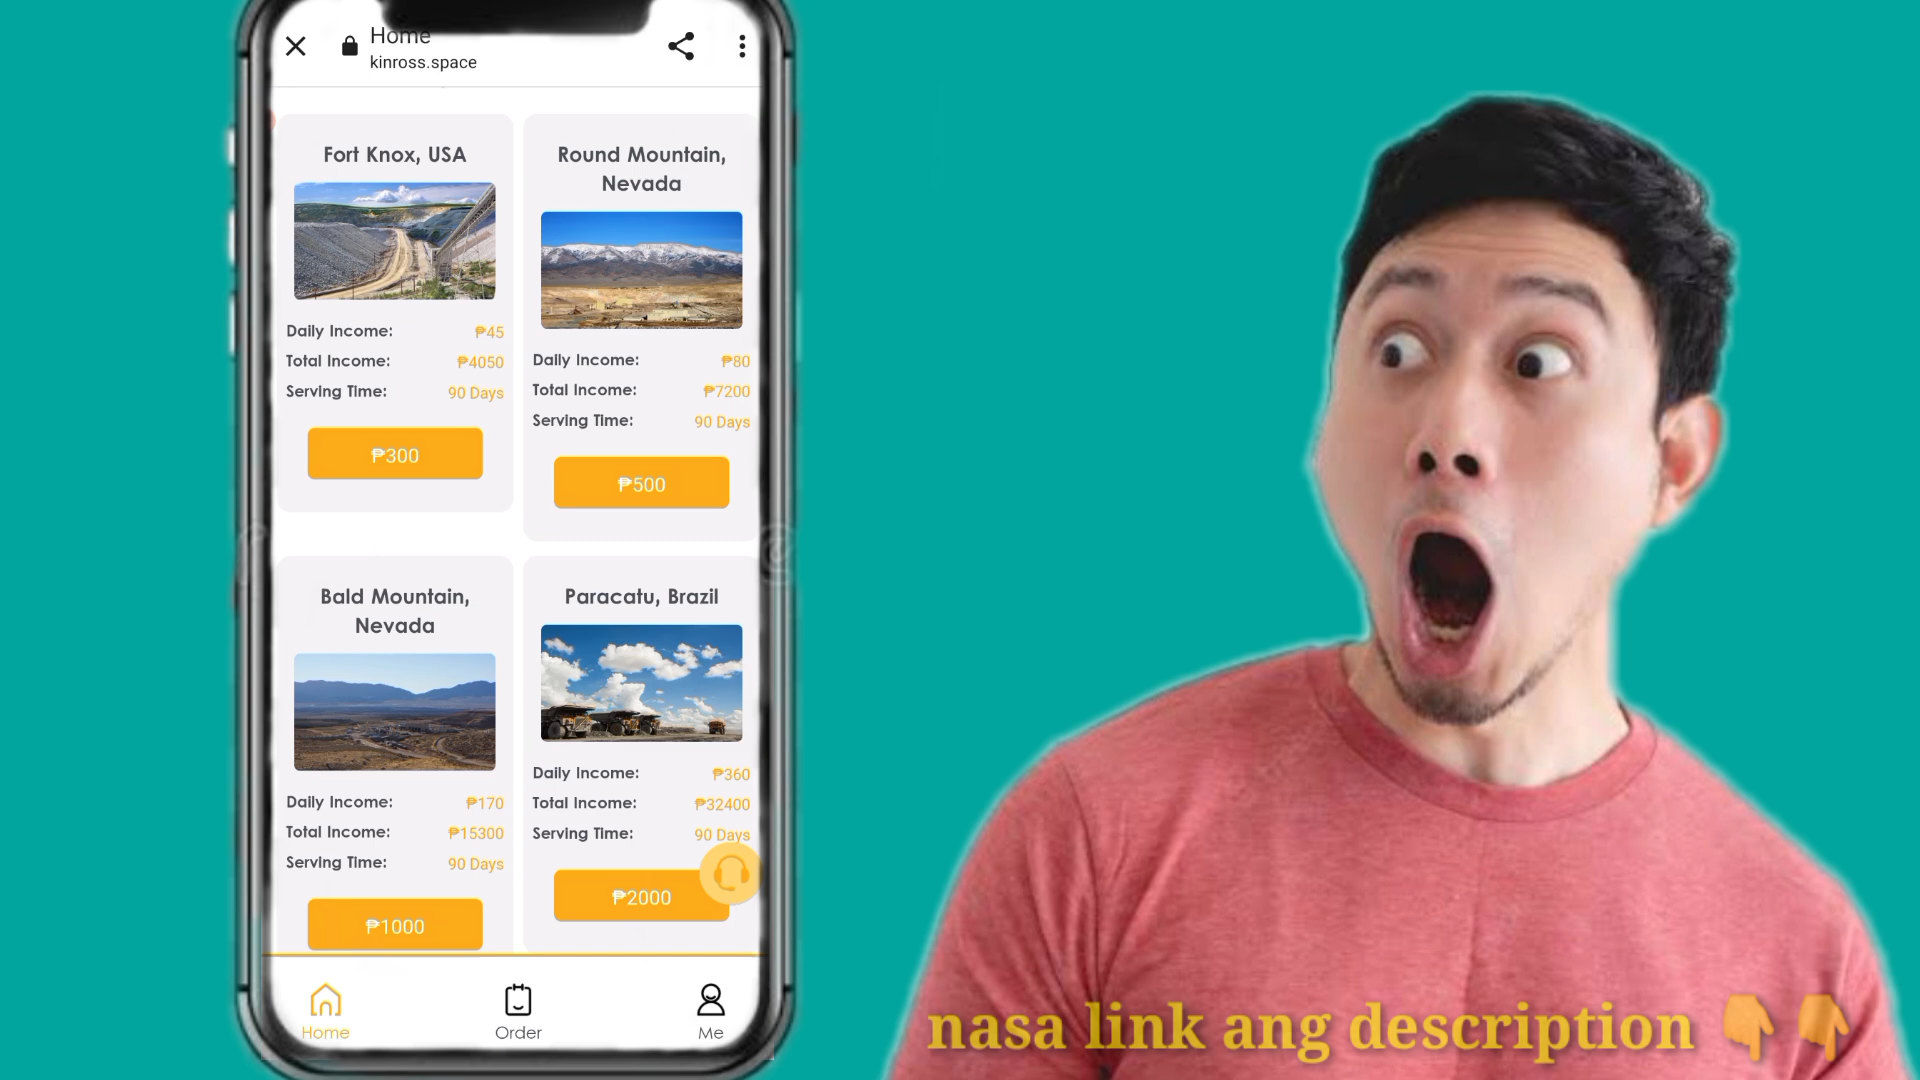 Home
kinross.space
Fort Knox, USA
Daily Income: ₱45
Total Income: ₱4050
Serving Time: 90 Days
₱300
Round Mountain,
Nevada
Daily Income: ₱80
Total Income: ₱7200
Serving Time: 90 Days
₱500
Bald Mountain,
Nevada
Daily Income: ₱170
Total Income: ₱15300
Serving Time: 90 Days
₱1000
Paracatu, Brazil
Daily Income: ₱360
Total Income: ₱32400
Serving Time: 90 Days
₱2000
Home
Order
Me
nasa link ang description 👇👇